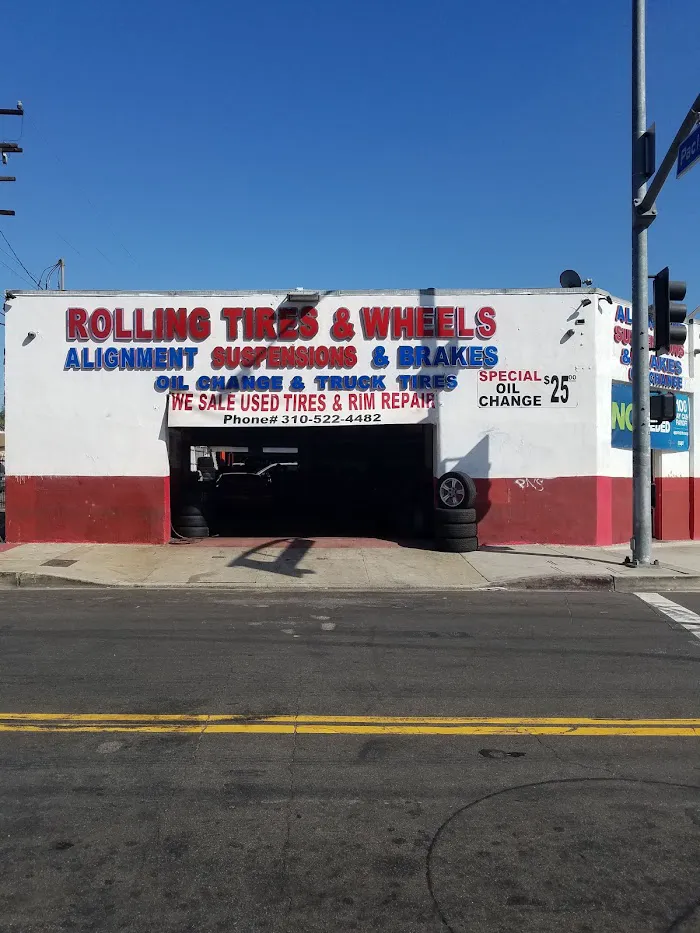 ROLLING TIRES & WHEELS
ALIGNMENT SUSPENSIONS & BRAKES
OIL CHANGE & TRUCK TIRES
WE SALE USED TIRES & RIM REPAIR
Phone# 310-522-4482
SPECIAL
OIL
CHANGE
$25.00